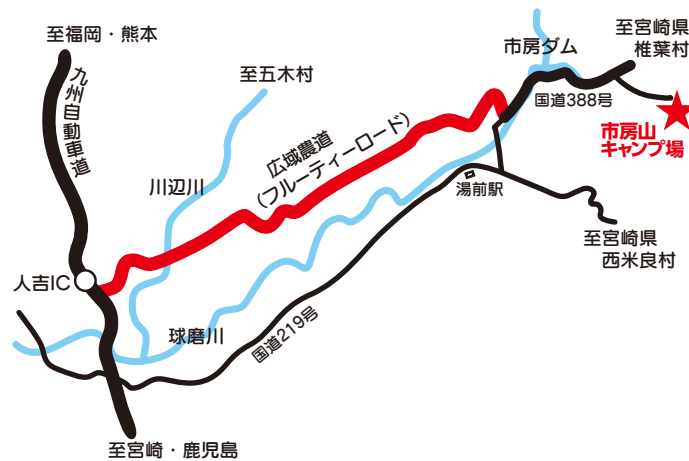 至福岡・熊本
九州自動車道
至五木村
川辺川
広域農道
（フルーティーロード）
市房ダム
至宮崎県
椎葉村
国道388号
市房山
キャンプ場
湯前駅
至宮崎県
西米良村
人吉IC
球磨川
国道219号
至宮崎・鹿児島